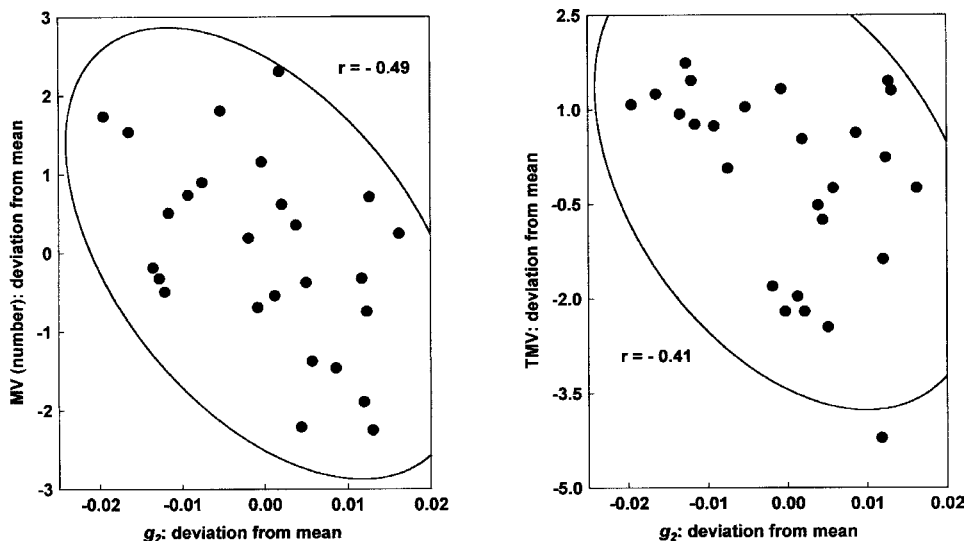 3
2
1
0
-1
-2
-3
MV (number): deviation from mean
r = - 0.49
-0.02 -0.01 0.00 0.01 0.02
g2: deviation from mean
2.5
1.0
-0.5
-2.0
-3.5
-5.0
TMV: deviation from mean
r = - 0.41
-0.02 -0.01 0.00 0.01 0.02
g2: deviation from mean